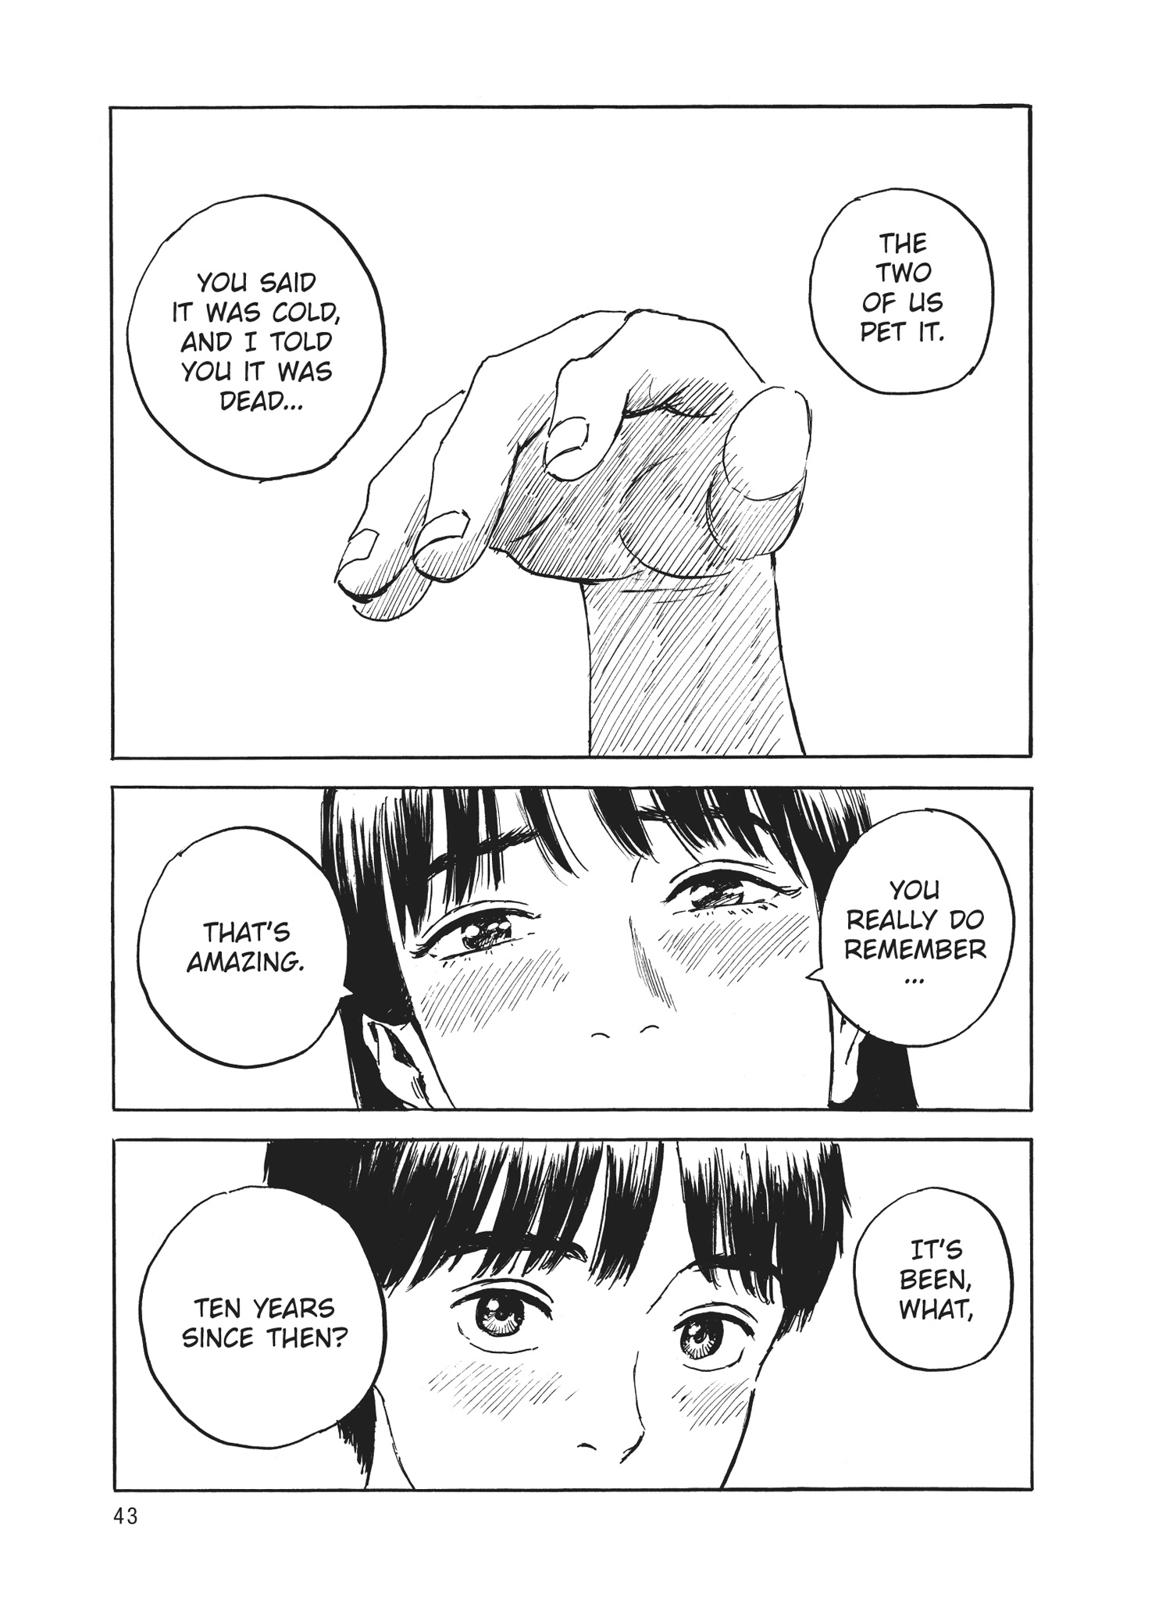 THE
TWO
OF US
PET IT.
YOU SAID
IT WAS COLD,
AND I TOLD
YOU IT WAS
DEAD...
YOU
REALLY DO
REMEMBER
...
THAT'S
AMAZING.
IT'S
BEEN,
WHAT,
TEN YEARS
SINCE THEN?
43